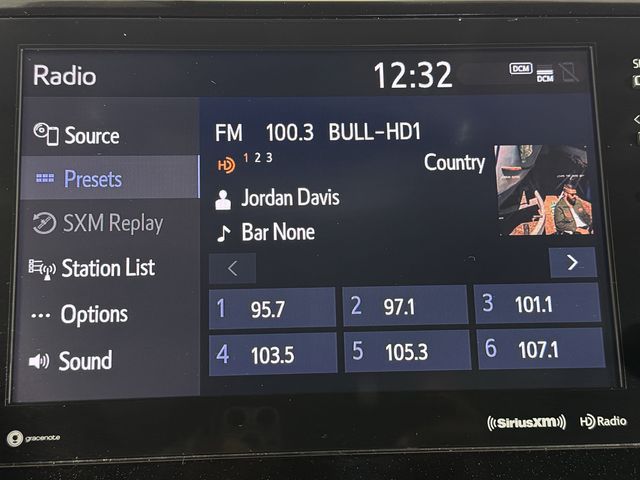 Radio 12:32 DCM DCM
Source
Presets
SXM Replay
Station List
Options
Sound
FM 100.3 BULL-HD1
HD 1 2 3
Country
Jordan Davis
Bar None
< >
1 95.7 2 97.1 3 101.1
4 103.5 5 105.3 6 107.1
gracenote
((SiriusXM)) HD Radio